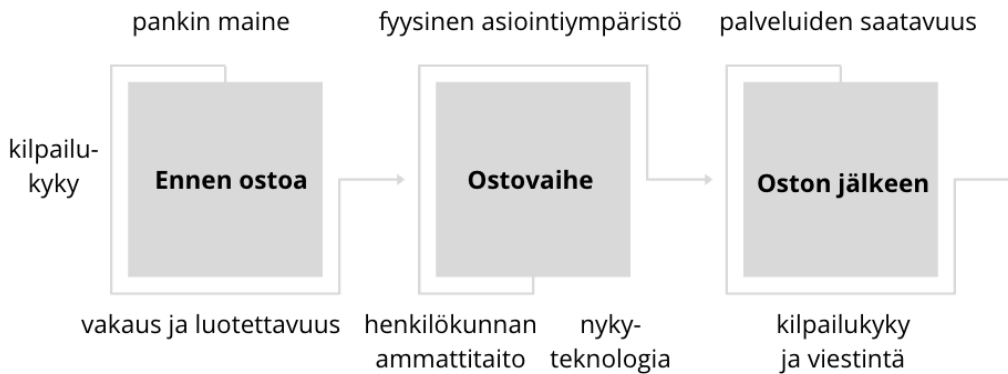 pankin maine
fyysinen asiointiympäristö
palveluiden saatavuus
kilpailu-
kyky
Ennen ostoa
Ostovaihe
Oston jälkeen
vakaus ja luotettavuus
henkilökunnan
ammattitaito
nyky-
teknologia
kilpailukyky
ja viestintä